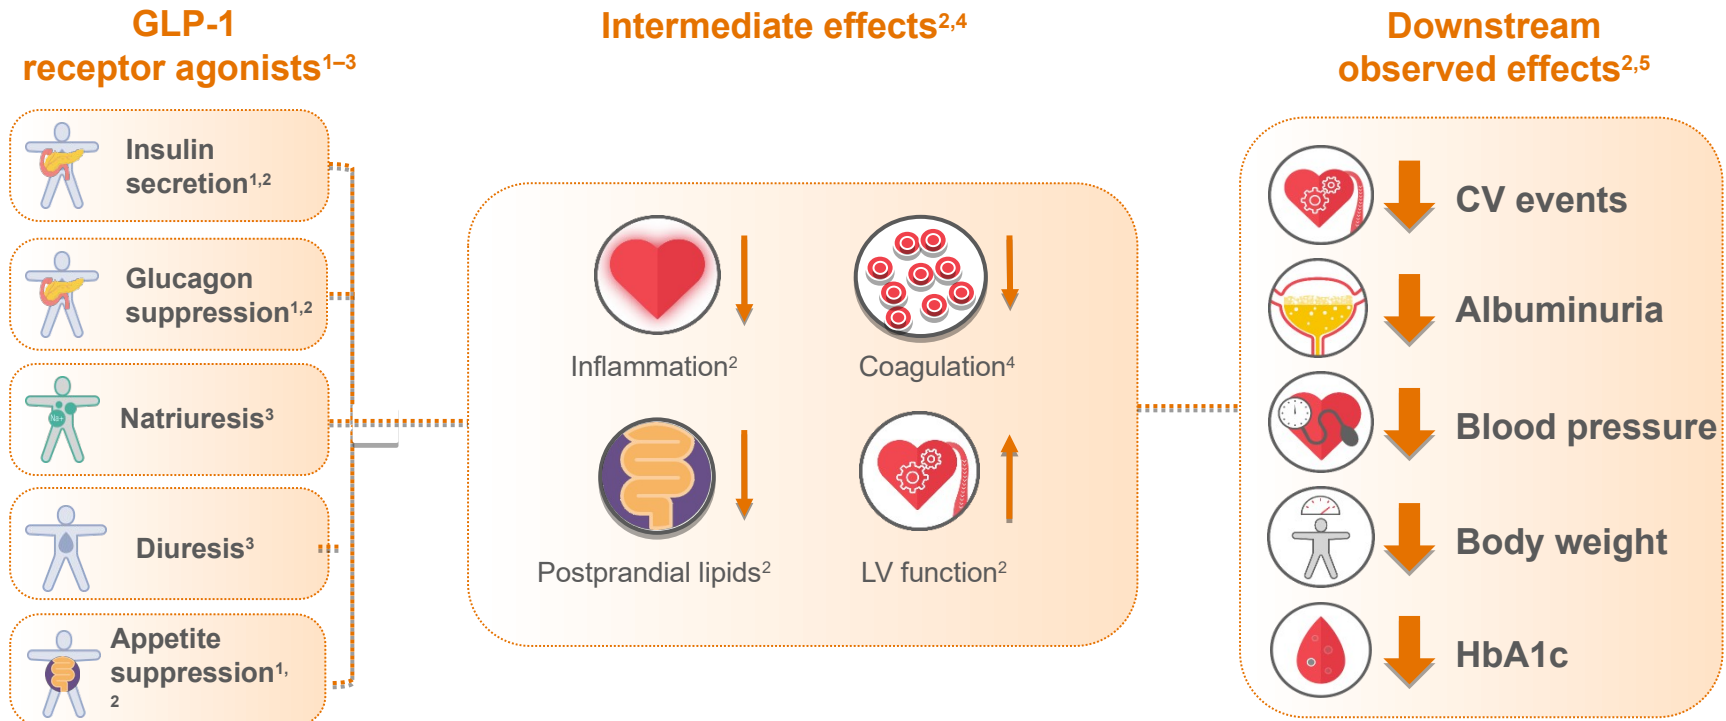 GLP-1
receptor agonists¹⁻³
Insulin
secretion¹,²
Glucagon
suppression¹,²
Natriuresis³
Na+
Diuresis³
Appetite
suppression¹,
²
Intermediate effects²,⁴
Inflammation²
Coagulation⁴
Postprandial lipids²
LV function²
Downstream
observed effects²,⁵
CV events
Albuminuria
Blood pressure
Body weight
HbA1c